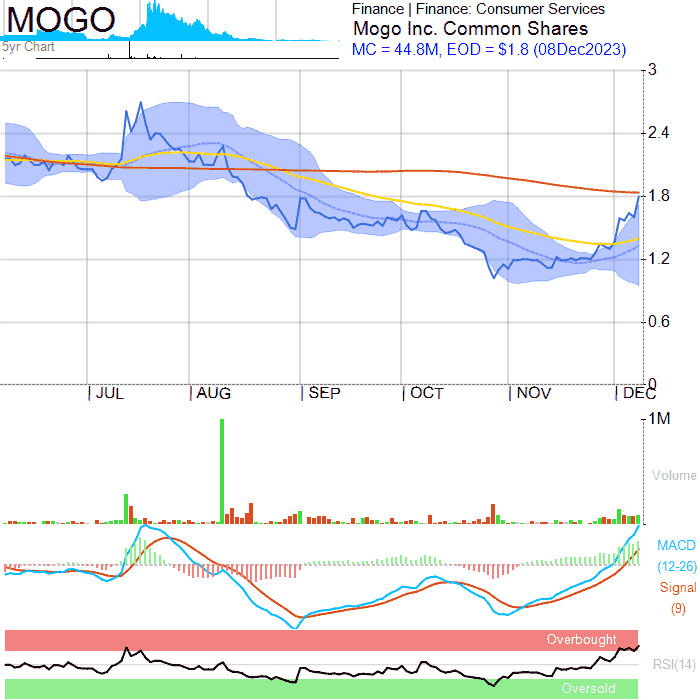 MOGO
5yr Chart
Finance | Finance: Consumer Services
Mogo Inc. Common Shares
MC = 44.8M, EOD = $1.8 (08Dec2023)
3
2.4
1.8
1.2
0.6
0
JUL AUG SEP OCT NOV DEC
1M
Volume
MACD
(12-26)
Signal
(9)
Overbought
RSI(14)
Oversold